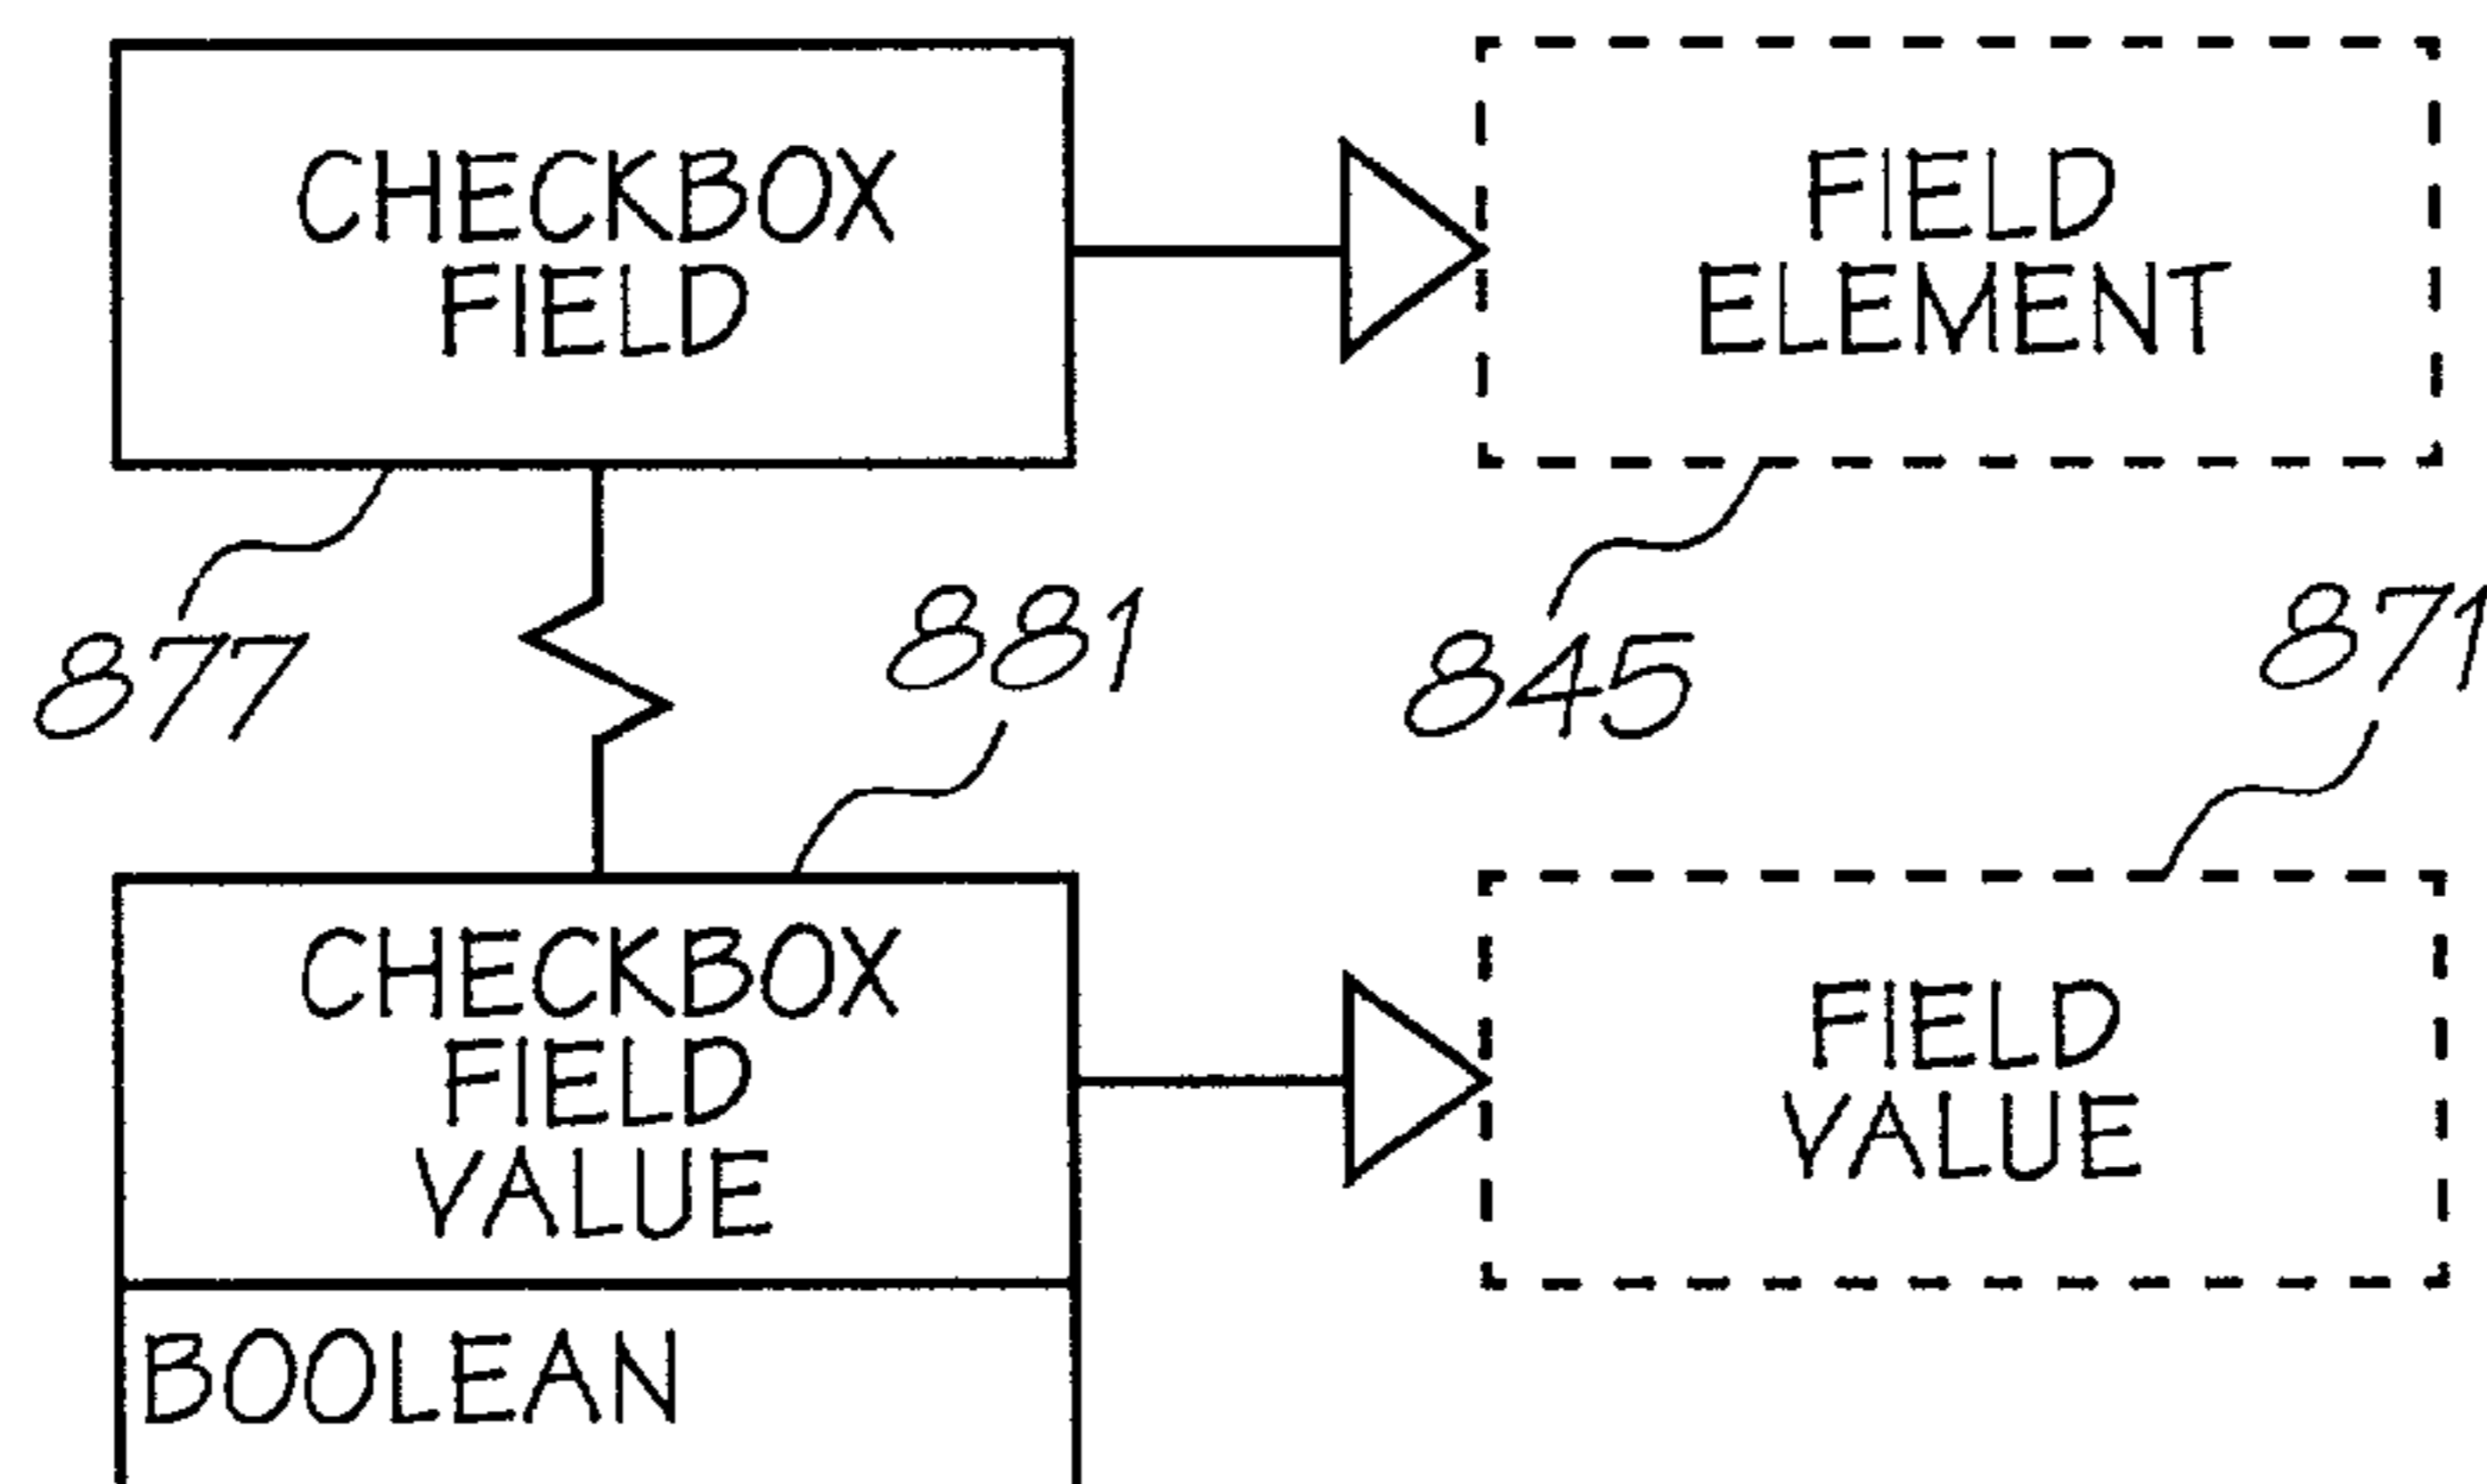 CHECKBOX
FIELD
FIELD
ELEMENT
877
881
845
871
CHECKBOX
FIELD
VALUE
FIELD
VALUE
BOOLEAN